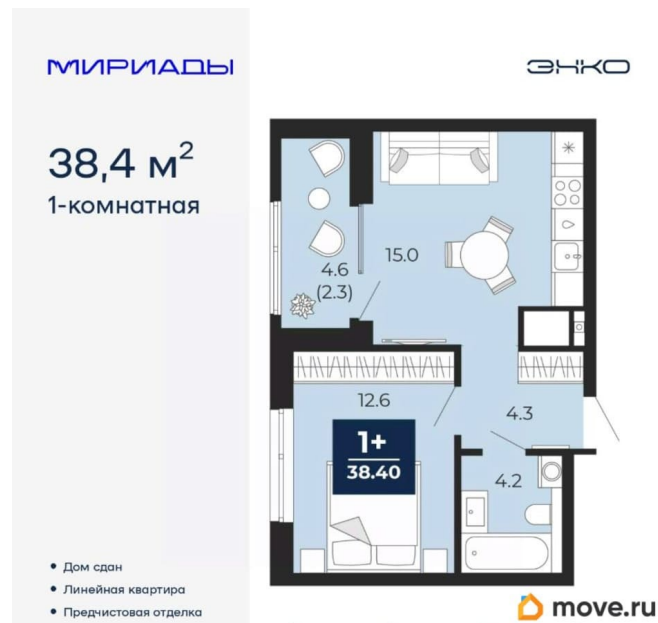 МИРИАДЫ
ЭНКО
38,4 м²
1-комнатная
4.6
(2.3)
15.0
12.6
1+
38.40
4.3
4.2
• Дом сдан
• Линейная квартира
• Предчистовая отделка
move.ru